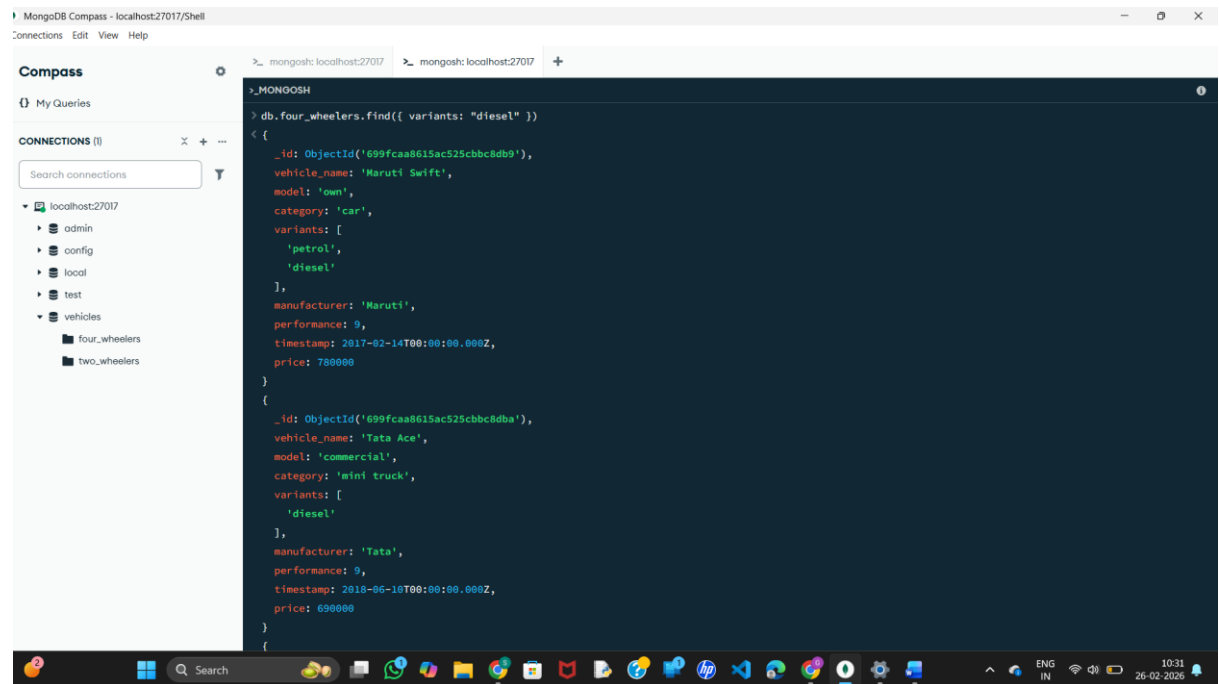 MongoDB Compass - localhost:27017/Shell
Connections Edit View Help
Compass
{} My Queries
CONNECTIONS (1)
Search connections
localhost:27017
admin
config
local
test
vehicles
four_wheelers
two_wheelers
>_ mongosh: localhost:27017 >_ mongosh: localhost:27017 +
>_MONGOSH
> db.four_wheelers.find({ variants: "diesel" })
< {
_id: ObjectId('699fcaa8615ac525cbbc8db9'),
vehicle_name: 'Maruti Swift',
model: 'own',
category: 'car',
variants: [
'petrol',
'diesel'
],
manufacturer: 'Maruti',
performance: 9,
timestamp: 2017-02-14T00:00:00.000Z,
price: 780000
}
{
_id: ObjectId('699fcaa8615ac525cbbc8dba'),
vehicle_name: 'Tata Ace',
model: 'commercial',
category: 'mini truck',
variants: [
'diesel'
],
manufacturer: 'Tata',
performance: 9,
timestamp: 2018-06-10T00:00:00.000Z,
price: 690000
}
{
2
Search
ENG
IN
10:31
26-02-2026